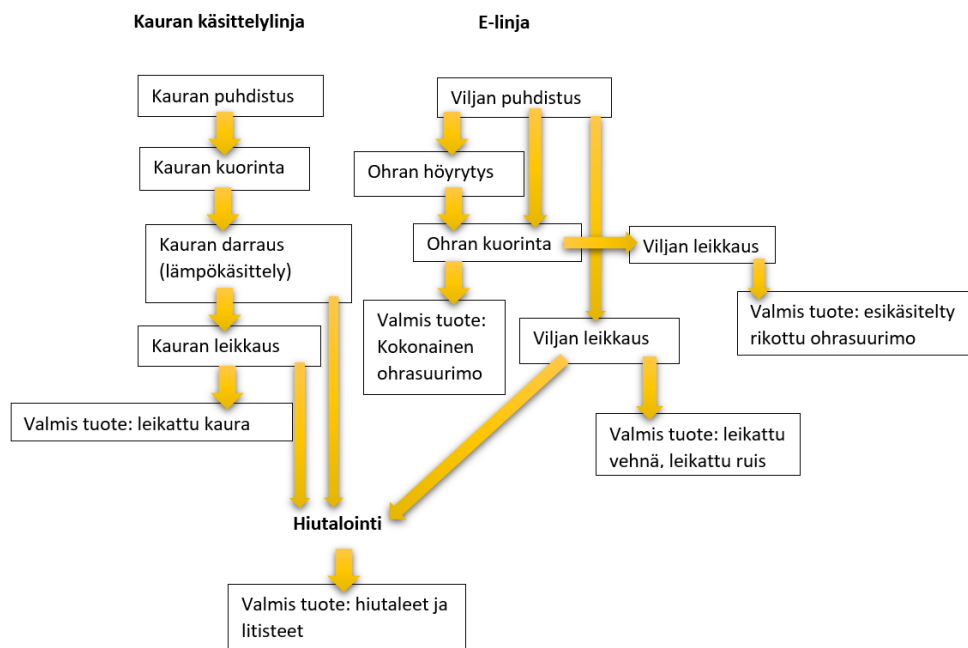 Kauran käsittelylinja
E-linja
Kauran puhdistus
Viljan puhdistus
Kauran kuorinta
Ohran höyrytys
Kauran darraus
(lämpökäsittely)
Ohran kuorinta
Viljan leikkaus
Kauran leikkaus
Valmis tuote:
Kokonainen
ohrasuurimo
Viljan leikkaus
Valmis tuote: esikäsitelty
rikottu ohrasuurimo
Valmis tuote: leikattu kaura
Valmis tuote: leikattu
vehnä, leikattu ruis
Hiutalointi
Valmis tuote: hiutaleet ja
litisteet